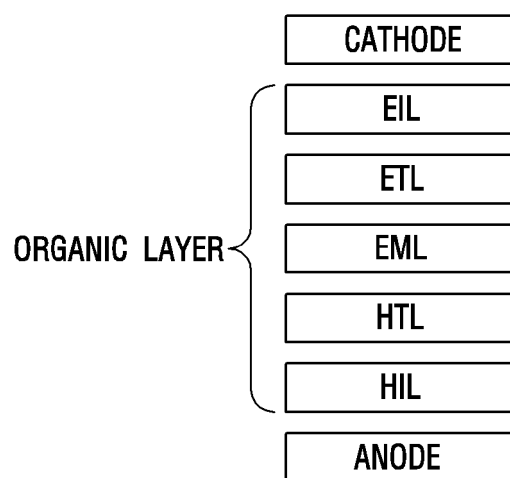 CATHODE
EIL
ETL
ORGANIC LAYER
EML
HTL
HIL
ANODE